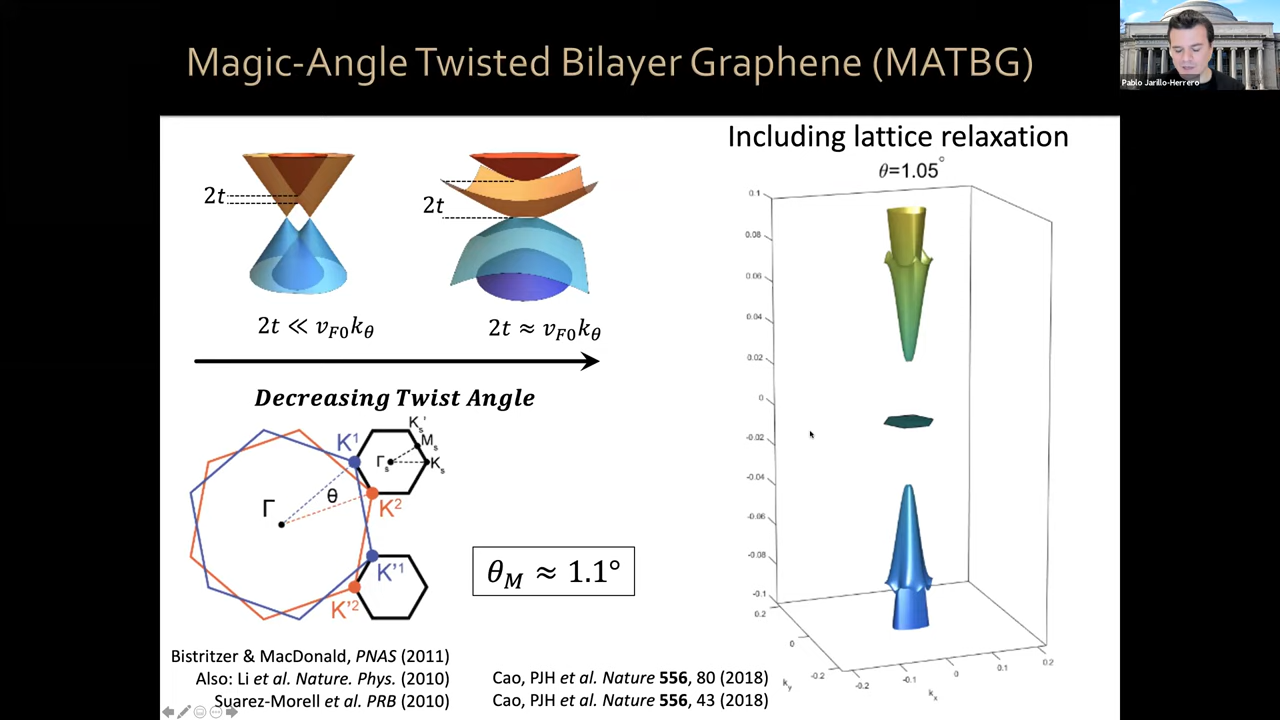 Magic-Angle Twisted Bilayer Graphene (MATBG)
Pablo Jarillo-Herrero
Including lattice relaxation
θ=1.05°
2t
2t
2t ≪ v_{F0}k_θ
2t ≈ v_{F0}k_θ
Decreasing Twist Angle
K¹
K²
K'¹
K'²
Γ
θ
K_s'
M_s
Γ_s
K_s
θ_M ≈ 1.1°
0.1
0.08
0.06
0.04
0.02
0
-0.02
-0.04
-0.06
-0.08
-0.1
0.2
0
-0.2
k_y
-0.2
-0.1
0
0.1
0.2
k_x
Bistritzer & MacDonald, PNAS (2011)
Also: Li et al. Nature. Phys. (2010)
Suarez-Morell et al. PRB (2010)
Cao, PJH et al. Nature 556, 80 (2018)
Cao, PJH et al. Nature 556, 43 (2018)